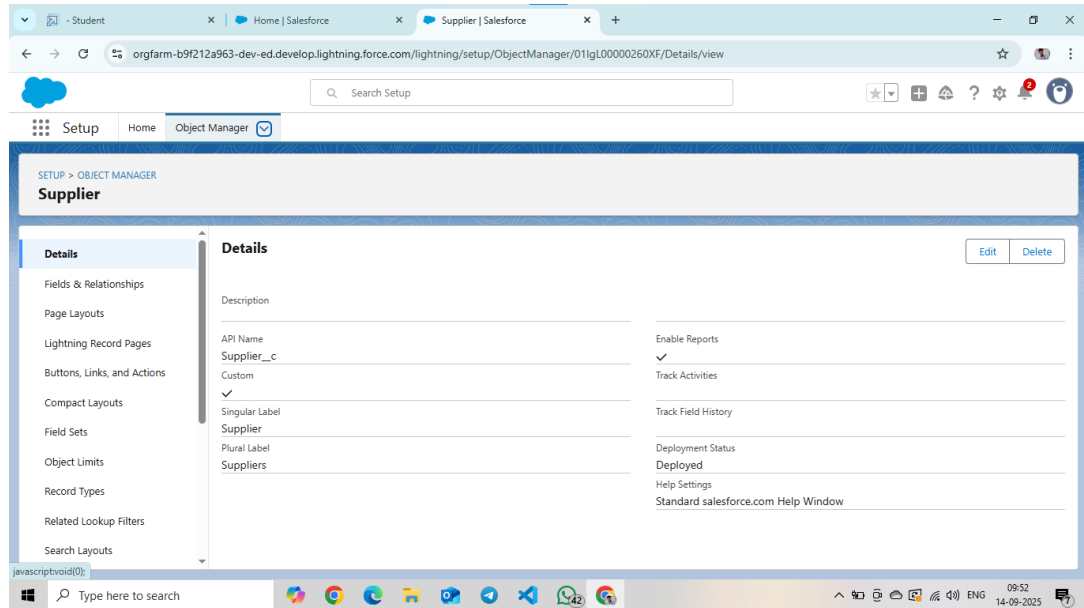 - Student
Home | Salesforce
Supplier | Salesforce
orgfarm-b9f212a963-dev-ed.develop.lightning.force.com/lightning/setup/ObjectManager/01IgL00000260XF/Details/view
Search Setup
2
Setup
Home
Object Manager
SETUP > OBJECT MANAGER
Supplier
Details
Fields & Relationships
Page Layouts
Lightning Record Pages
Buttons, Links, and Actions
Compact Layouts
Field Sets
Object Limits
Record Types
Related Lookup Filters
Search Layouts
Details
Edit
Delete
Description
API Name
Supplier__c
Custom
Singular Label
Supplier
Plural Label
Suppliers
Enable Reports
Track Activities
Track Field History
Deployment Status
Deployed
Help Settings
Standard salesforce.com Help Window
javascript:void(0);
Type here to search
42
ENG
09:52
14-09-2025
7